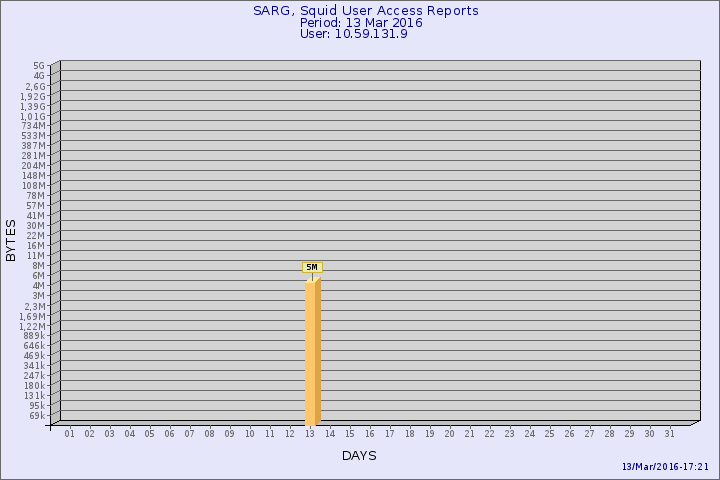 SARG, Squid User Access Reports
Period: 13 Mar 2016
User: 10.59.131.9
5G
4G
2,6G
1,92G
1,39G
1,01G
734M
533M
387M
281M
204M
148M
108M
78M
57M
41M
30M
22M
16M
11M
8M
6M
4M
3M
2,3M
1,69M
1,22M
889k
646k
469k
341k
247k
180k
131k
95k
69k
BYTES
5M
01 02 03 04 05 06 07 08 09 10 11 12 13 14 15 16 17 18 19 20 21 22 23 24 25 26 27 28 29 30 31
DAYS
13/Mar/2016-17:21